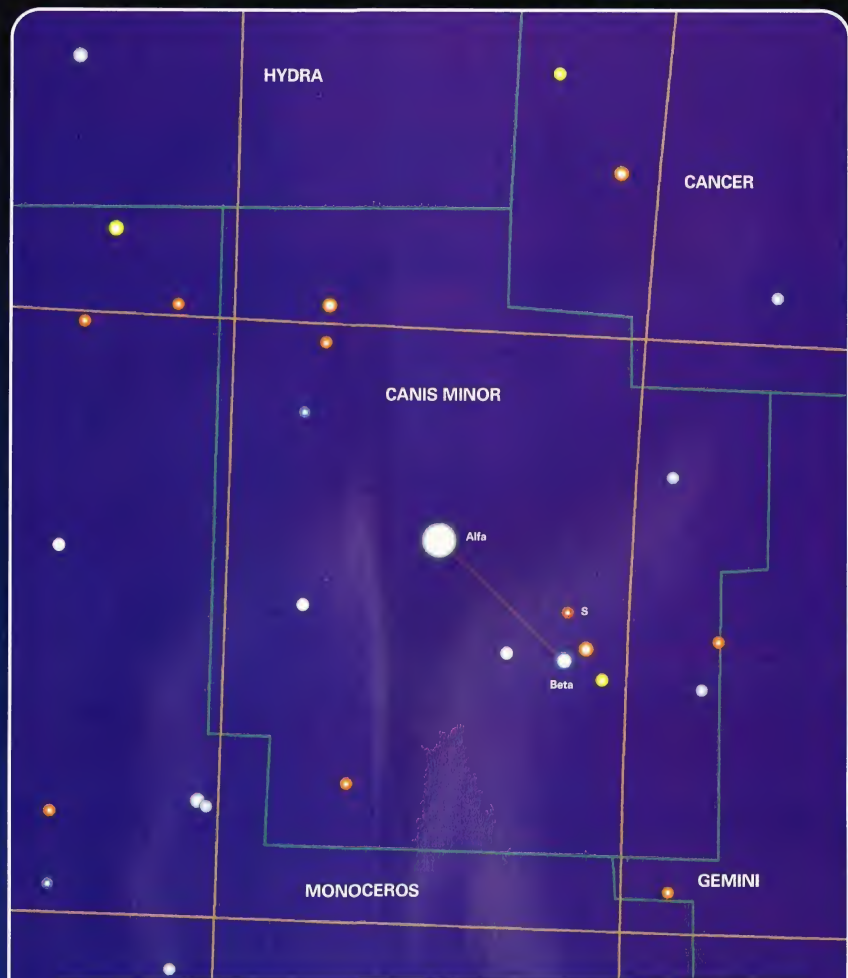 HYDRA
CANCER
CANIS MINOR
Alfa
S
Beta
GEMINI
MONOCEROS